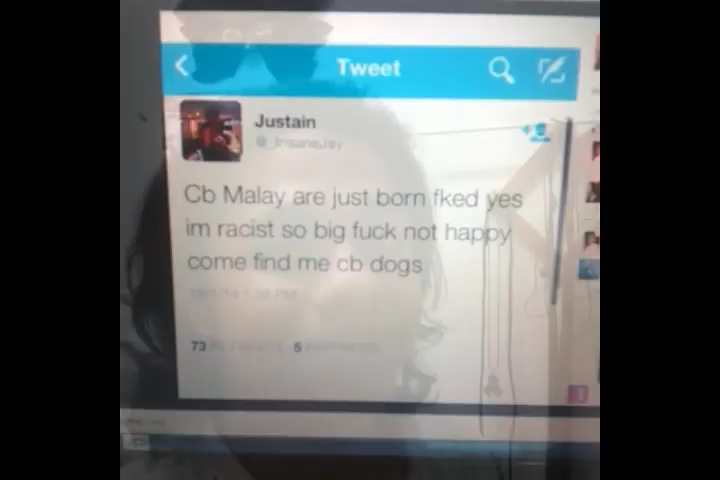 Tweet
Justain
@_InsaneJay
Cb Malay are just born fked yes
im racist so big fuck not happy
come find me cb dogs
73
5